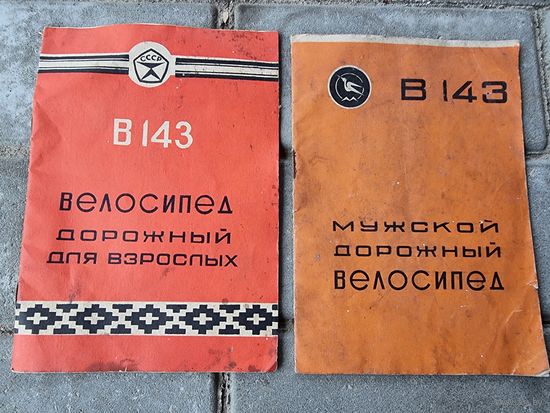 СССР
В 143
велосипед
дорожный
для взрослых
В 143
мужской
дорожный
велосипед